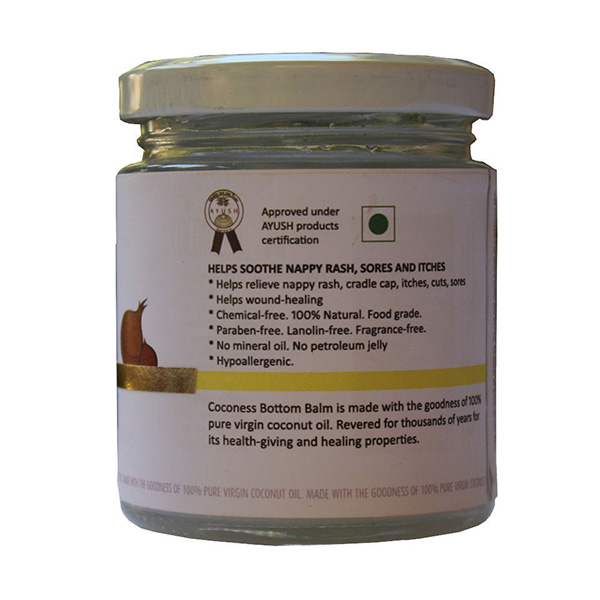 AYUSH
Approved under
AYUSH products
certification
HELPS SOOTHE NAPPY RASH, SORES AND ITCHES
* Helps relieve nappy rash, cradle cap, itches, cuts, sores
* Helps wound-healing
* Chemical-free. 100% Natural. Food grade.
* Paraben-free. Lanolin-free. Fragrance-free.
* No mineral oil. No petroleum jelly
* Hypoallergenic.
Coconess Bottom Balm is made with the goodness of 100%
pure virgin coconut oil. Revered for thousands of years for
its health-giving and healing properties.
WITH THE GOODNESS OF 100% PURE VIRGIN COCONUT OIL. MADE WITH THE GOODNESS OF 100% PURE VIRGIN